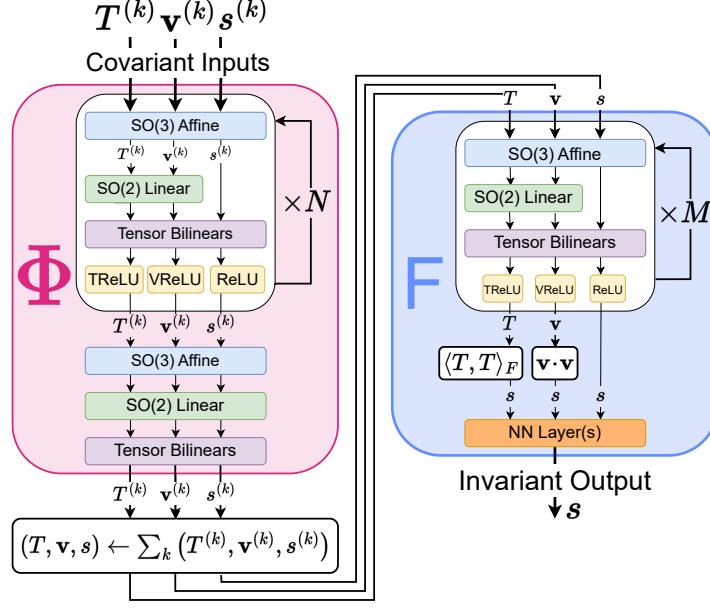 T^{(k)} v^{(k)} s^{(k)}
Covariant Inputs
SO(3) Affine
T^{(k)} v^{(k)} s^{(k)}
SO(2) Linear
Tensor Bilinears
TReLU VReLU ReLU
×N
Φ
T^{(k)} v^{(k)} s^{(k)}
SO(3) Affine
SO(2) Linear
Tensor Bilinears
T^{(k)} v^{(k)} s^{(k)}
(T, v, s) ← ∑_k (T^{(k)}, v^{(k)}, s^{(k)})
T v s
SO(3) Affine
SO(2) Linear
Tensor Bilinears
TReLU VReLU ReLU
×M
F
T v
⟨T, T⟩_F v · v
s s s
NN Layer(s)
Invariant Output
s